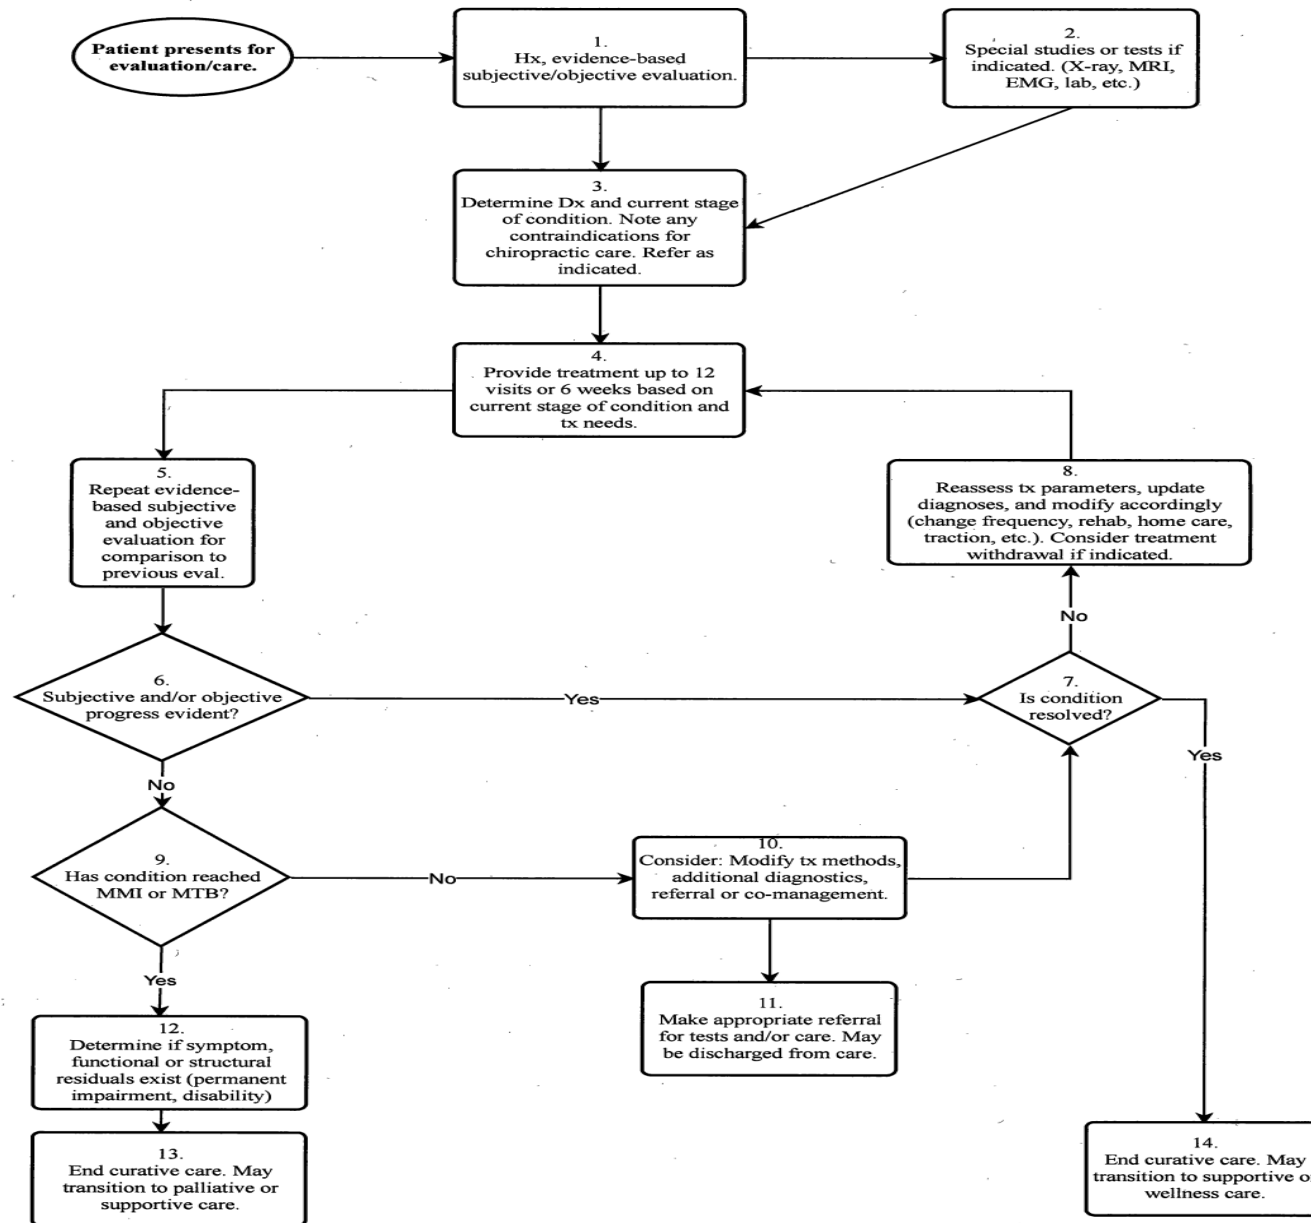 Patient presents for
evaluation/care.
1.
Hx, evidence-based
subjective/objective evaluation.
2.
Special studies or tests if
indicated. (X-ray, MRI,
EMG, lab, etc.)
3.
Determine Dx and current stage
of condition. Note any
contraindications for
chiropractic care. Refer as
indicated.
4.
Provide treatment up to 12
visits or 6 weeks based on
current stage of condition and
tx needs.
5.
Repeat evidence-
based subjective
and objective
evaluation for
comparison to
previous eval.
8.
Reassess tx parameters, update
diagnoses, and modify accordingly
(change frequency, rehab, home care,
traction, etc.). Consider treatment
withdrawal if indicated.
No
6.
Subjective and/or objective
progress evident?
Yes
7.
Is condition
resolved?
Yes
No
9.
Has condition reached
MMI or MTB?
No
10.
Consider: Modify tx methods,
additional diagnostics,
referral or co-management.
Yes
11.
Make appropriate referral
for tests and/or care. May
be discharged from care.
12.
Determine if symptom,
functional or structural
residuals exist (permanent
impairment, disability)
13.
End curative care. May
transition to palliative or
supportive care.
14.
End curative care. May
transition to supportive or
wellness care.